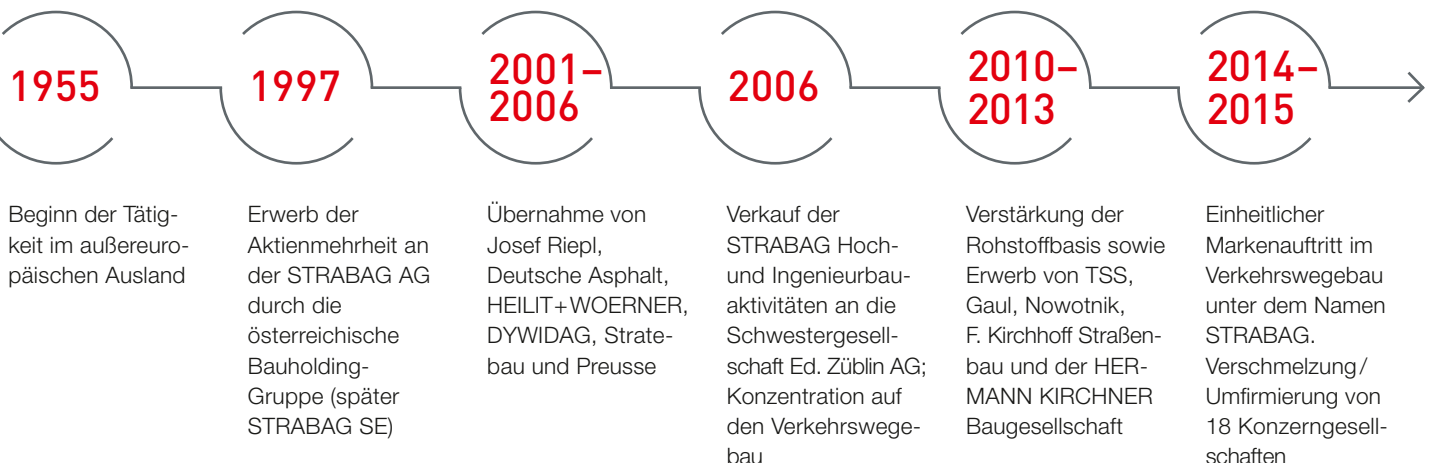 1955
Beginn der Tätig-
keit im außereuro-
päischen Ausland
1997
Erwerb der
Aktienmehrheit an
der STRABAG AG
durch die
österreichische
Bauholding-
Gruppe (später
STRABAG SE)
2001–
2006
Übernahme von
Josef Riepl,
Deutsche Asphalt,
HEILIT+WOERNER,
DYWIDAG, Strate-
bau und Preusse
2006
Verkauf der
STRABAG Hoch-
und Ingenieurbau-
aktivitäten an die
Schwestergesell-
schaft Ed. Züblin AG;
Konzentration auf
den Verkehrswege-
bau
2010–
2013
Verstärkung der
Rohstoffbasis sowie
Erwerb von TSS,
Gaul, Nowotnik,
F. Kirchhoff Straßen-
bau und der HER-
MANN KIRCHNER
Baugesellschaft
2014–
2015
Einheitlicher
Markenauftritt im
Verkehrswegebau
unter dem Namen
STRABAG.
Verschmelzung/
Umfirmierung von
18 Konzerngesell-
schaften